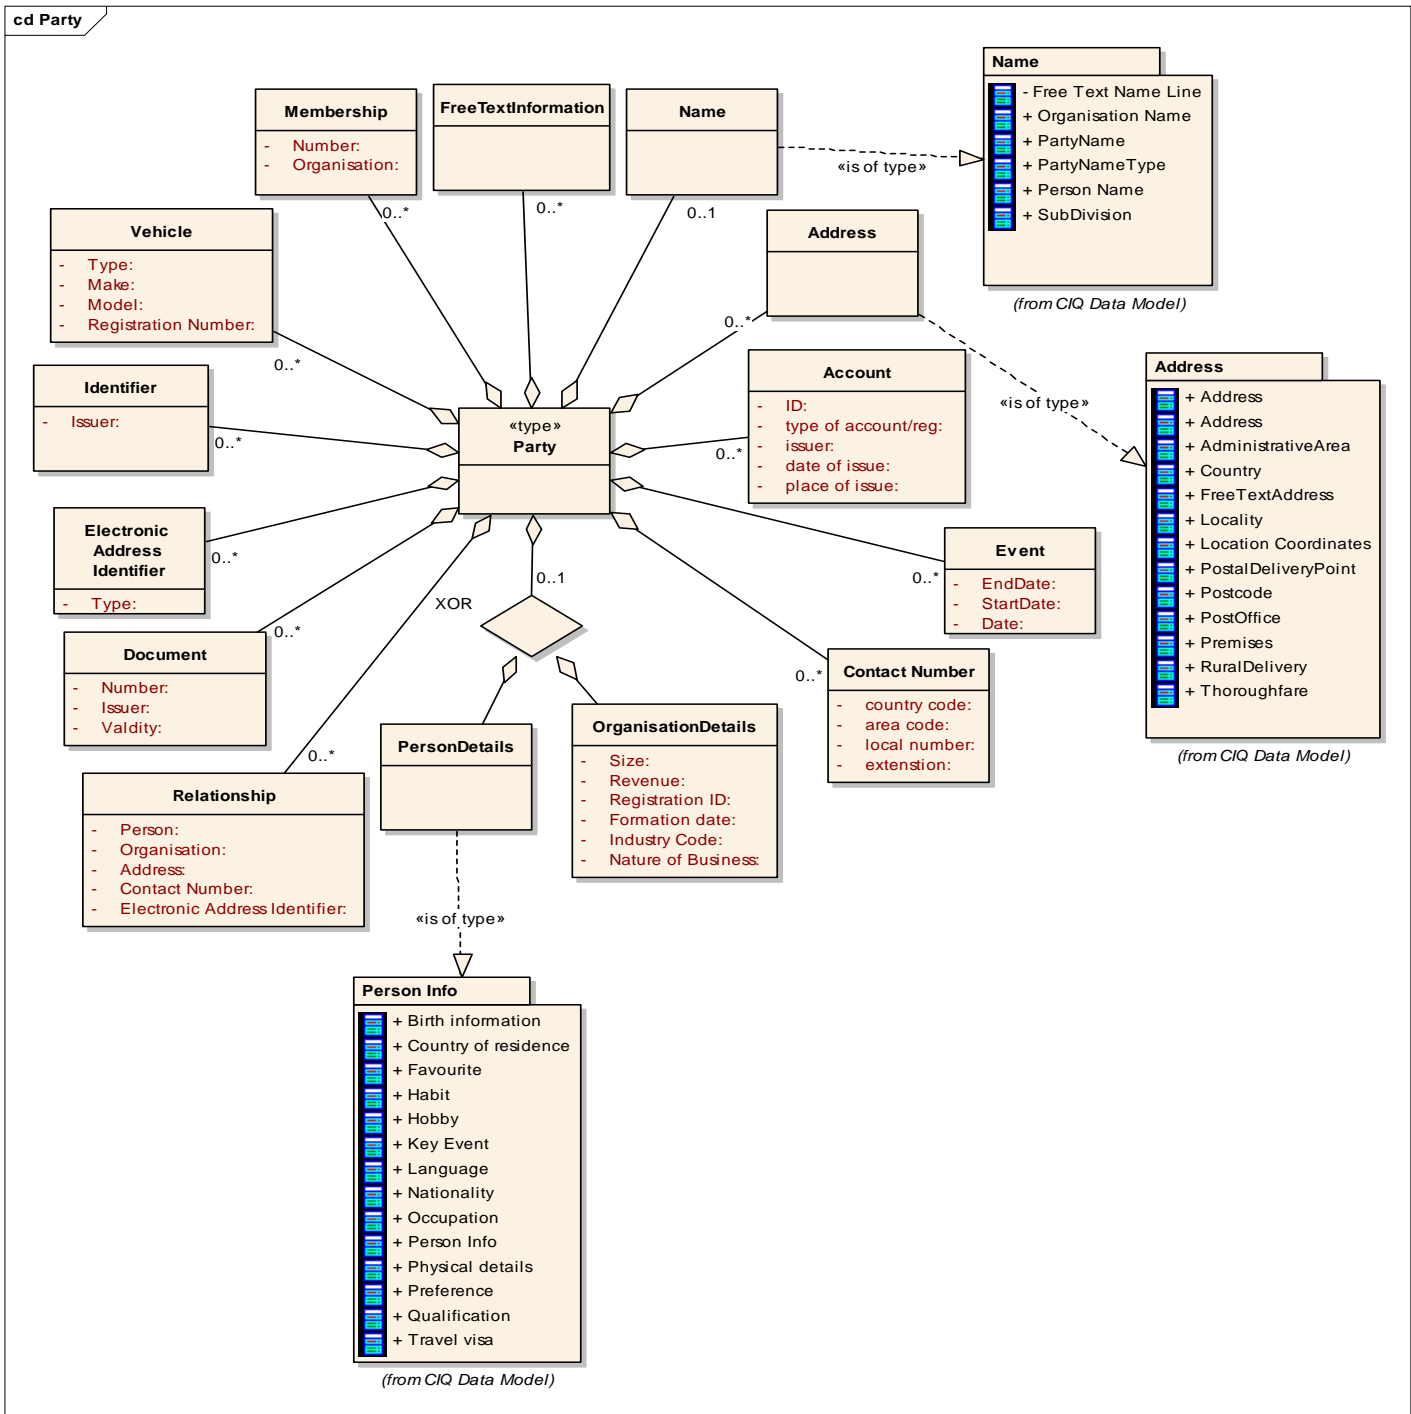 cd Party
Name
- Free Text Name Line
+ Organisation Name
+ PartyName
+ PartyNameType
+ Person Name
+ SubDivision
(from CIQ Data Model)
Membership
- Number:
- Organisation:
FreeTextInformation
Name
«is of type»
0..*
0..*
0..1
Vehicle
- Type:
- Make:
- Model:
- Registration Number:
0..*
Address
0..*
«is of type»
Address
+ Address
+ Address
+ AdministrativeArea
+ Country
+ FreeTextAddress
+ Locality
+ Location Coordinates
+ PostalDeliveryPoint
+ Postcode
+ PostOffice
+ Premises
+ RuralDelivery
+ Thoroughfare
(from CIQ Data Model)
Identifier
- Issuer:
0..*
«type»
Party
Account
- ID:
- type of account/reg:
- issuer:
- date of issue:
- place of issue:
0..*
Electronic
Address
Identifier
- Type:
0..*
0..1
XOR
Event
- EndDate:
- StartDate:
- Date:
0..*
Document
- Number:
- Issuer:
- Valdity:
0..*
Contact Number
- country code:
- area code:
- local number:
- extenstion:
0..*
PersonDetails
OrganisationDetails
- Size:
- Revenue:
- Registration ID:
- Formation date:
- Industry Code:
- Nature of Business:
0..*
Relationship
- Person:
- Organisation:
- Address:
- Contact Number:
- Electronic Address Identifier:
«is of type»
Person Info
+ Birth information
+ Country of residence
+ Favourite
+ Habit
+ Hobby
+ Key Event
+ Language
+ Nationality
+ Occupation
+ Person Info
+ Physical details
+ Preference
+ Qualification
+ Travel visa
(from CIQ Data Model)